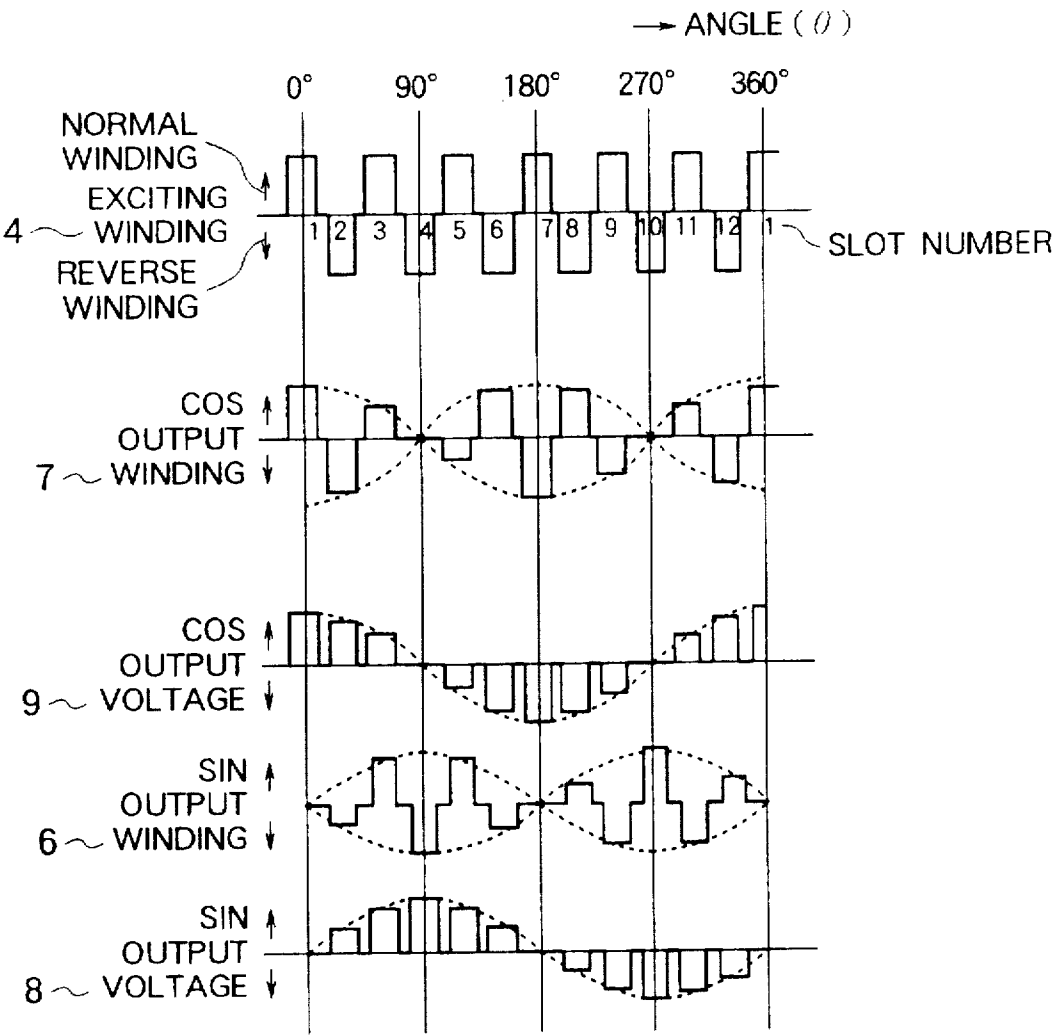 → ANGLE (θ)
0° 90° 180° 270° 360°
NORMAL
WINDING
EXCITING
4 WINDING
REVERSE
WINDING
1 2 3 4 5 6 7 8 9 10 11 12 1
SLOT NUMBER
COS
OUTPUT
7 WINDING
COS
OUTPUT
9 VOLTAGE
SIN
OUTPUT
6 WINDING
SIN
OUTPUT
8 VOLTAGE